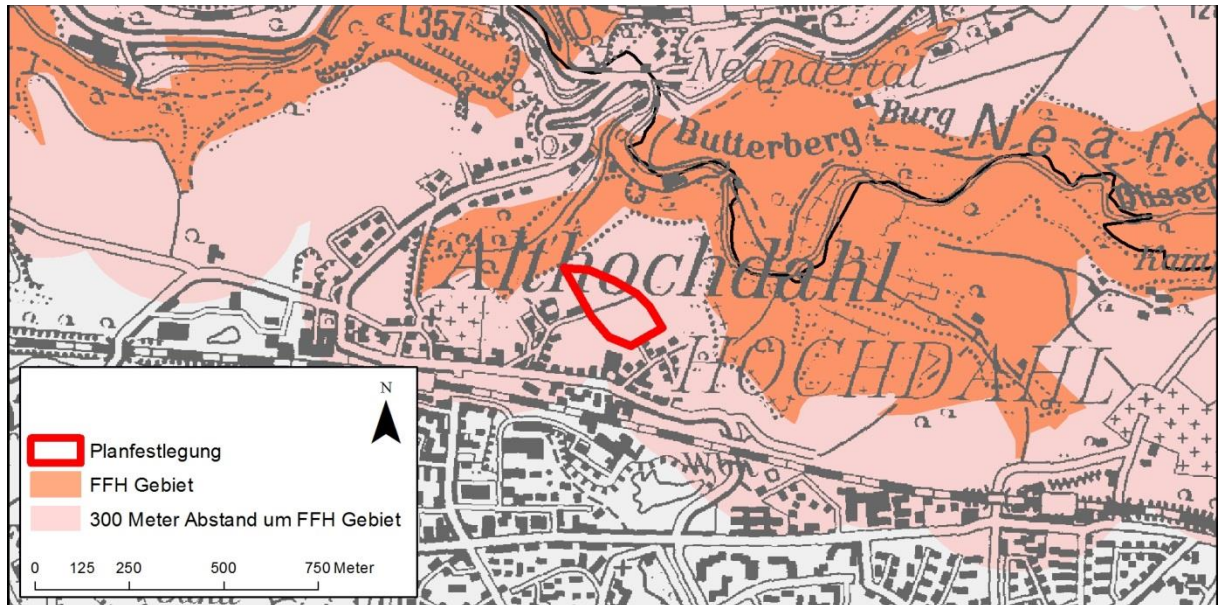 L357
Neandertal
Burg
Butterberg
Nean
Düssel
Althochdahl
HOCHDAHL
N
Planfestlegung
FFH Gebiet
300 Meter Abstand um FFH Gebiet
0 125 250 500 750 Meter